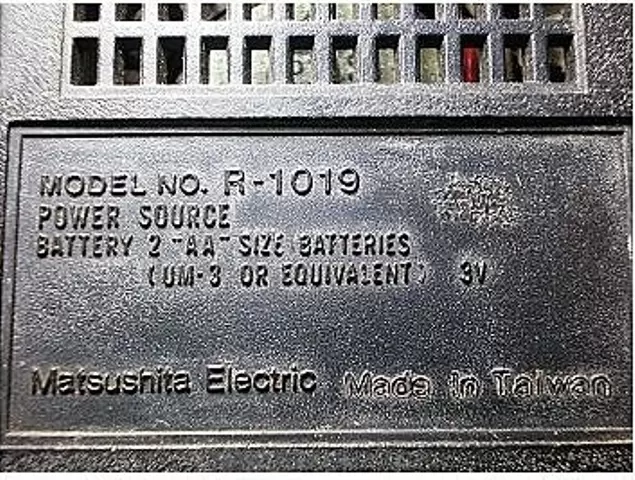 MODEL NO. R-1019
POWER SOURCE
BATTERY 2 "AA" SIZE BATTERIES
(UM-3 OR EQUIVALENT) 3V
Matsushita Electric Made In Taiwan